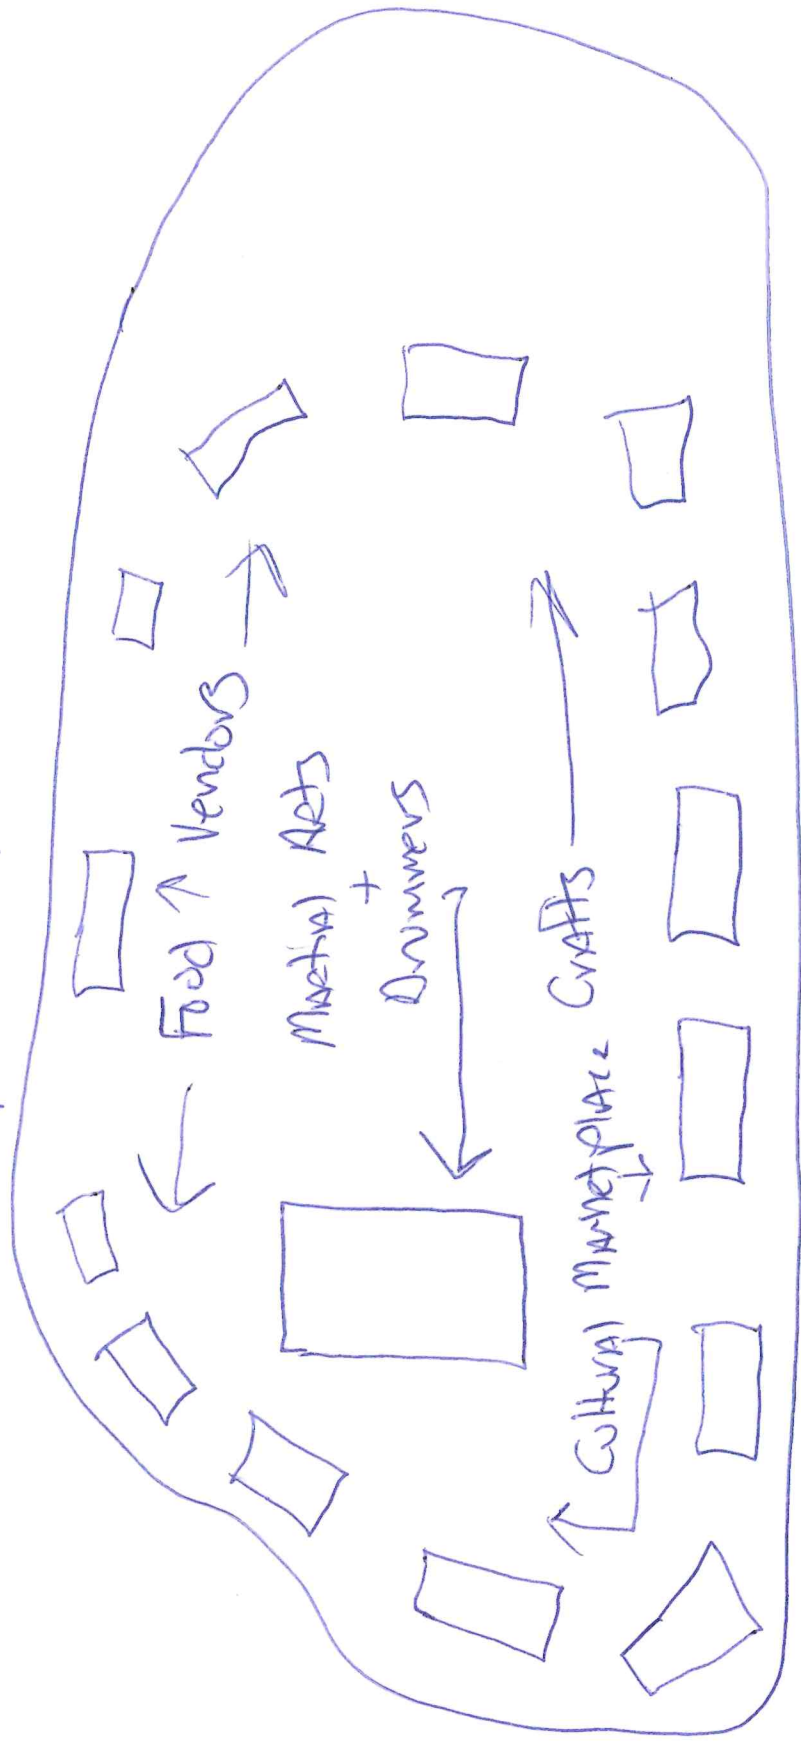 Food ↑ Vendors
Martial Arts
+
Drummers
Cultural Marketplace Crafts